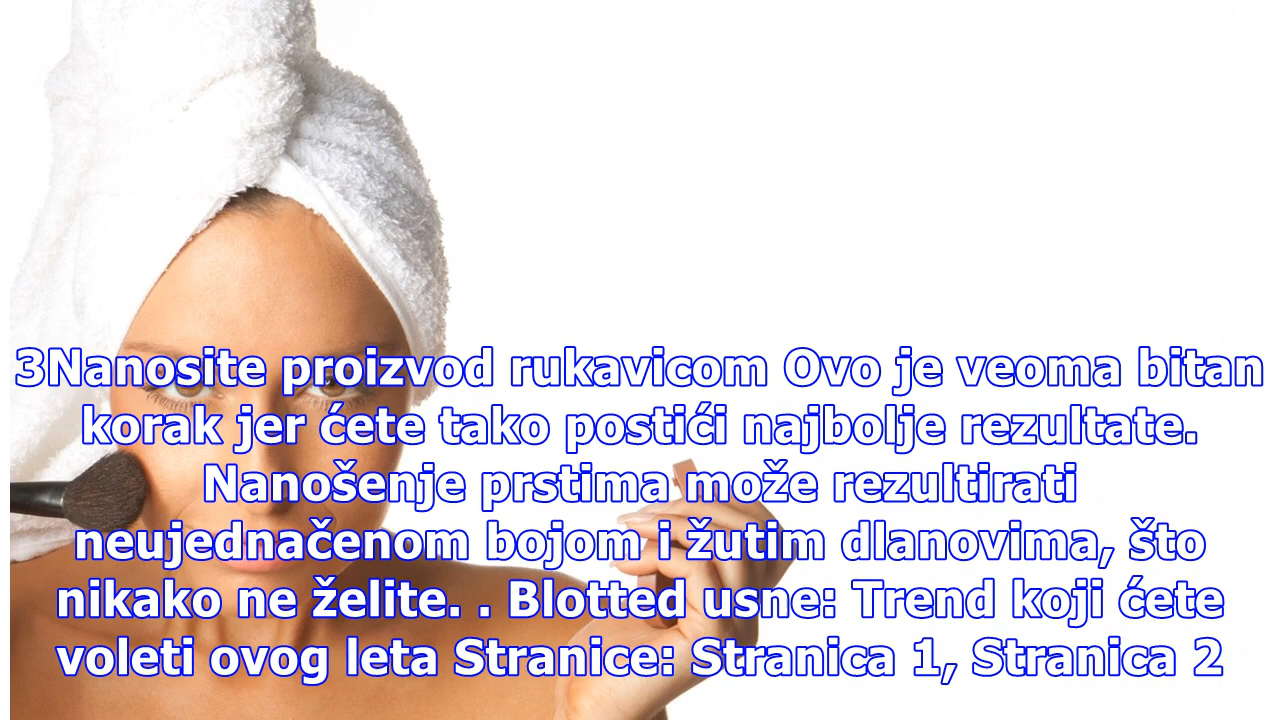 3Nanosite proizvod rukavicom Ovo je veoma bitan
korak jer ćete tako postići najbolje rezultate.
Nanošenje prstima može rezultirati
neujednačenom bojom i žutim dlanovima, što
nikako ne želite. . Blotted usne: Trend koji ćete
voleti ovog leta Stranice: Stranica 1, Stranica 2